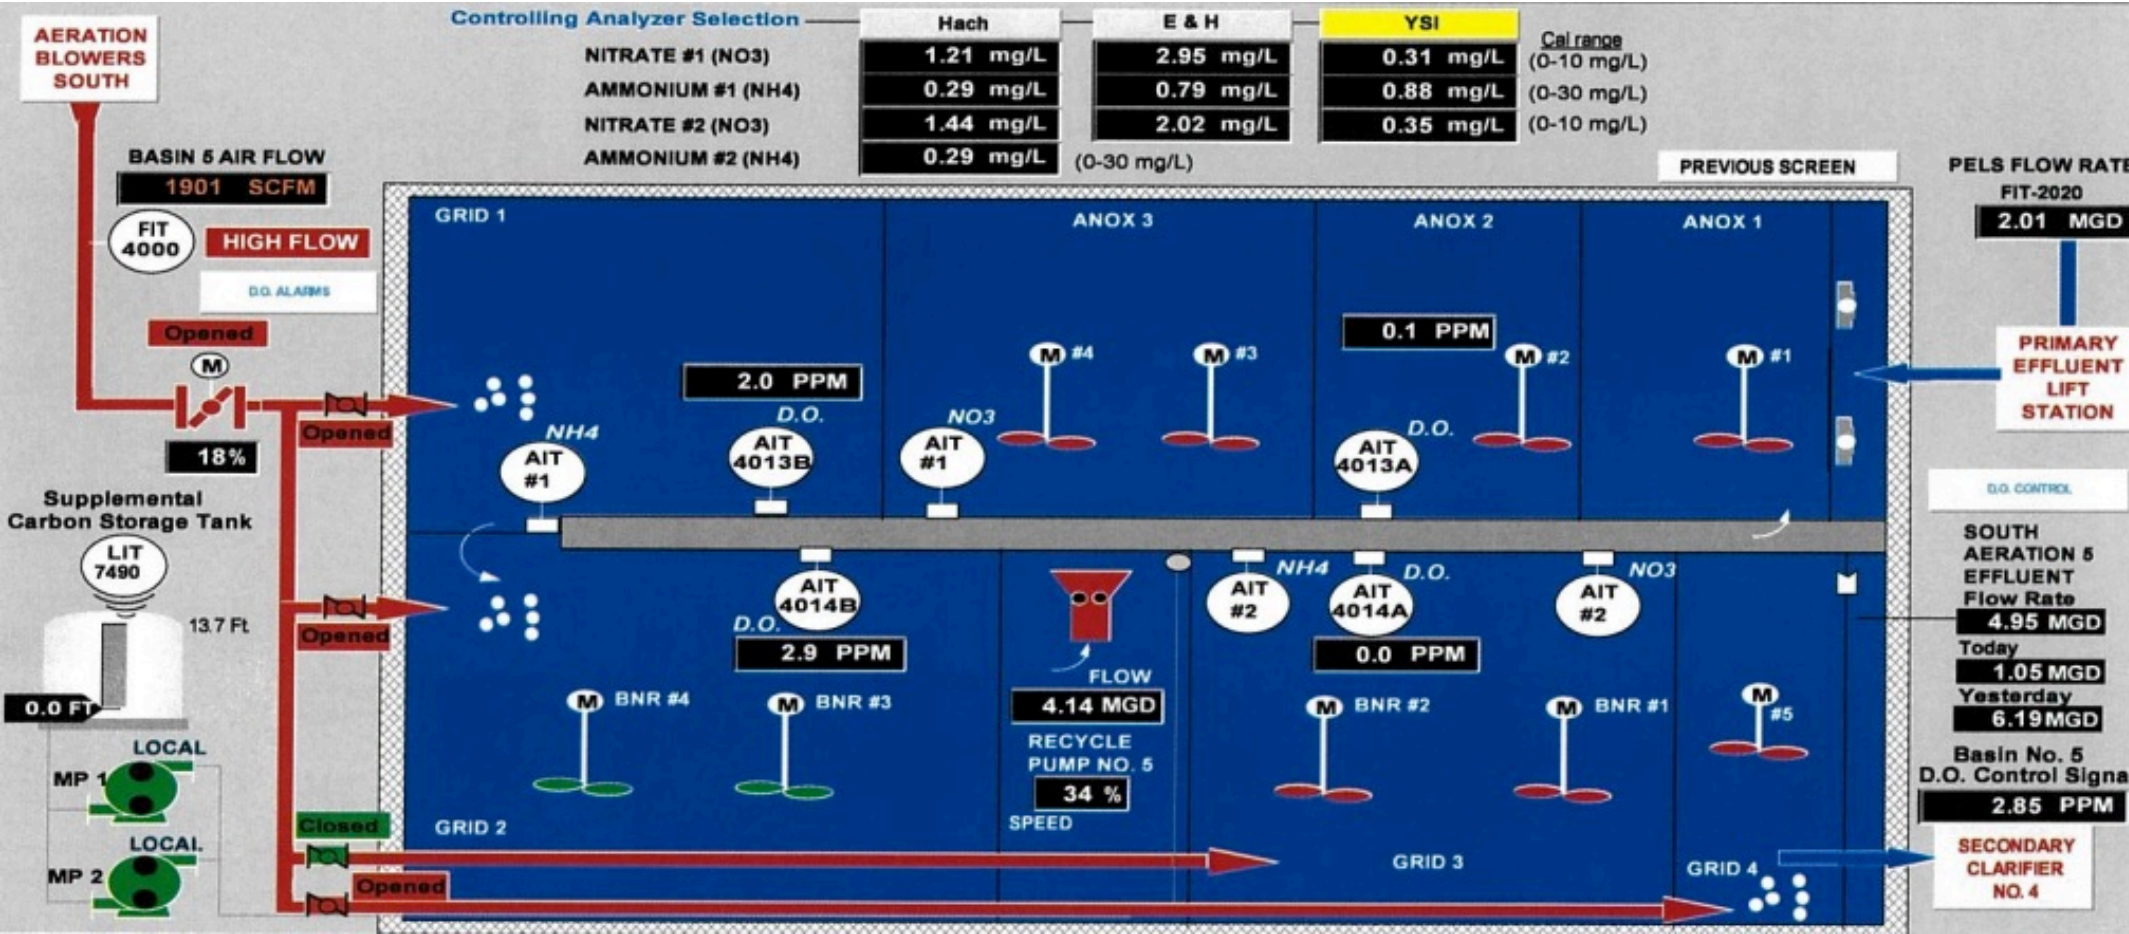 Controlling Analyzer Selection
Hach
E & H
YSI
Cal range
NITRATE #1 (NO3)
1.21 mg/L
2.95 mg/L
0.31 mg/L
(0-10 mg/L)
AMMONIUM #1 (NH4)
0.29 mg/L
0.79 mg/L
0.88 mg/L
(0-30 mg/L)
NITRATE #2 (NO3)
1.44 mg/L
2.02 mg/L
0.35 mg/L
(0-10 mg/L)
AMMONIUM #2 (NH4)
0.29 mg/L
(0-30 mg/L)
AERATION
BLOWERS
SOUTH
BASIN 5 AIR FLOW
1901 SCFM
FIT
4000
HIGH FLOW
D.O. ALARMS
Opened
M
18%
Opened
Supplemental
Carbon Storage Tank
LIT
7490
13.7 Ft
0.0 FT
Opened
LOCAL
MP 1
LOCAL
MP 2
Closed
Opened
PREVIOUS SCREEN
PELS FLOW RATE
FIT-2020
2.01 MGD
GRID 1
ANOX 3
ANOX 2
ANOX 1
0.1 PPM
M #4
M #3
M #2
M #1
2.0 PPM
D.O.
AIT
4013B
NH4
AIT
#1
NO3
AIT
#1
D.O.
AIT
4013A
PRIMARY
EFFLUENT
LIFT
STATION
D.O. CONTROL
AIT
4014B
D.O.
2.9 PPM
NH4
AIT
#2
D.O.
AIT
4014A
0.0 PPM
NO3
AIT
#2
FLOW
4.14 MGD
RECYCLE
PUMP NO. 5
34 %
SPEED
M BNR #4
M BNR #3
M BNR #2
M BNR #1
M
#5
GRID 2
GRID 3
GRID 4
SOUTH
AERATION 5
EFFLUENT
Flow Rate
4.95 MGD
Today
1.05 MGD
Yesterday
6.19 MGD
Basin No. 5
D.O. Control Signa
2.85 PPM
SECONDARY
CLARIFIER
NO. 4